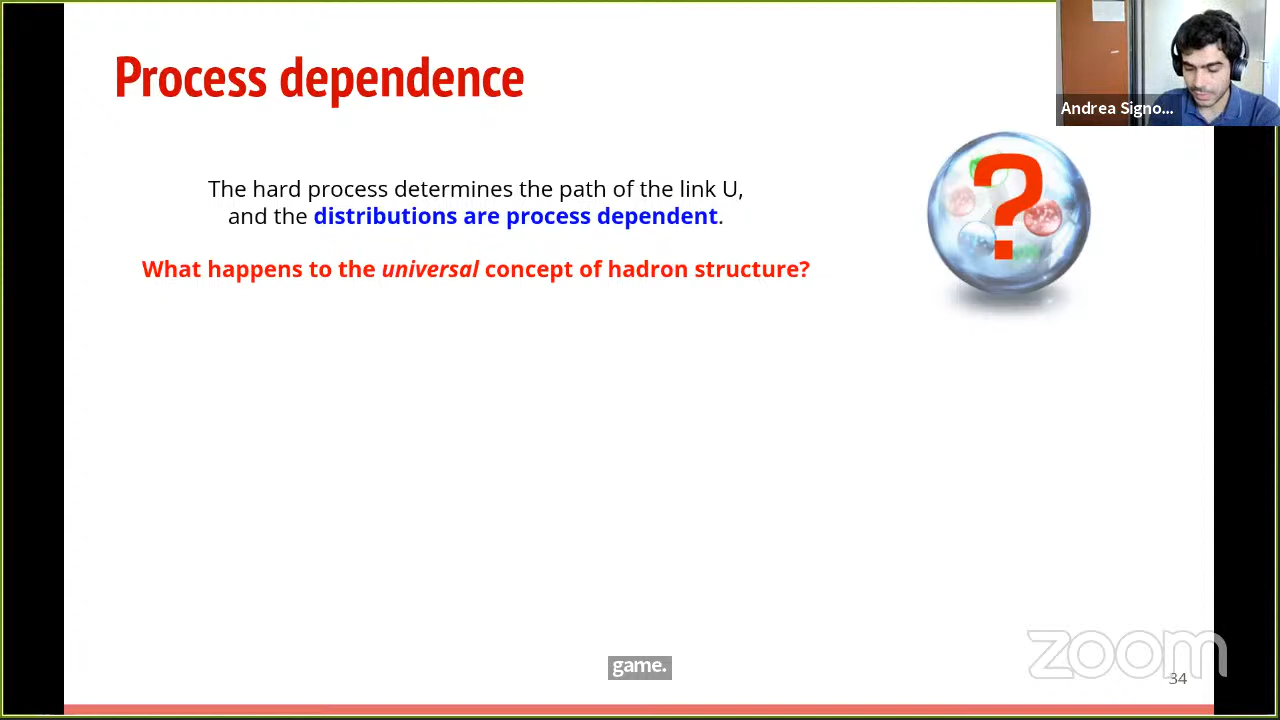 Process dependence
Andrea Signo...
The hard process determines the path of the link U,
and the distributions are process dependent.
What happens to the universal concept of hadron structure?
?
game.
zoom
34